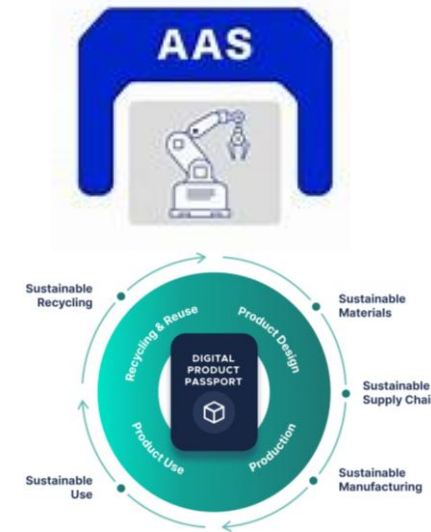 AAS
Sustainable
Recycling
Sustainable
Materials
Recycling & Reuse
Product Design
DIGITAL
PRODUCT
PASSPORT
Sustainable
Supply Chai
Product Use
Production
Sustainable
Use
Sustainable
Manufacturing